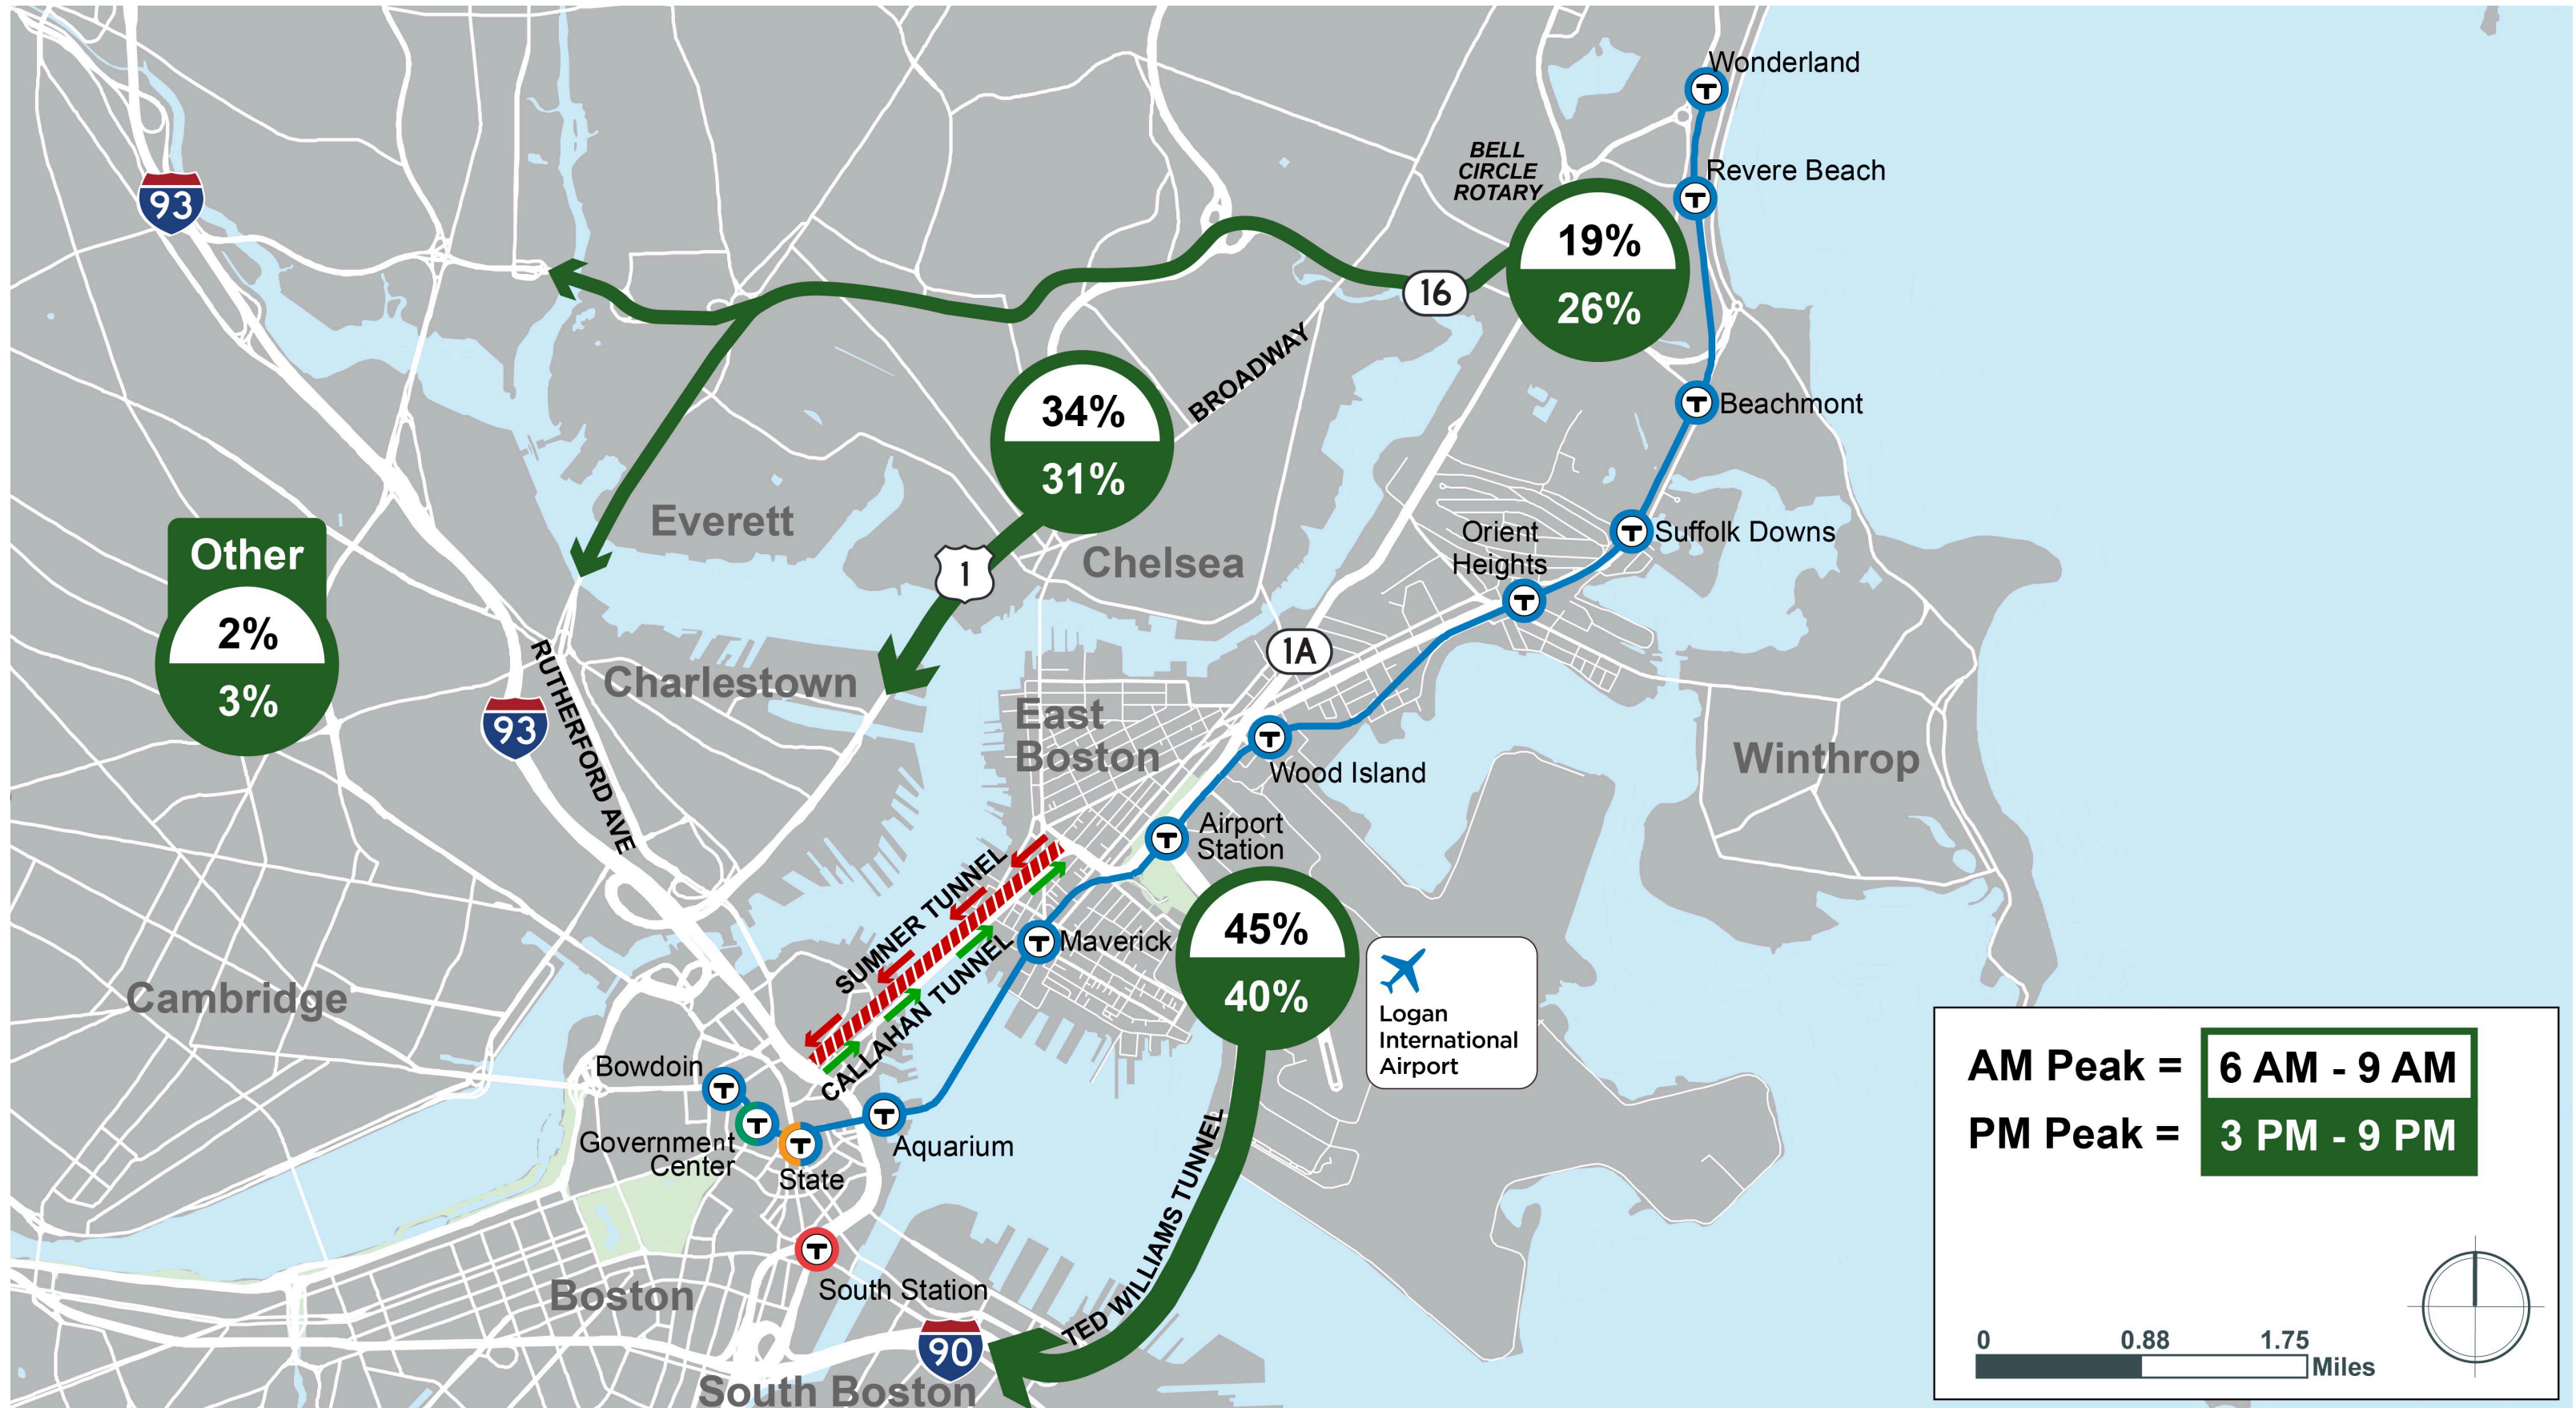 Wonderland
BELL
CIRCLE
ROTARY
Revere Beach
93
19%
26%
16
BROADWAY
34%
31%
Beachmont
Everett
Other
2%
3%
1
Chelsea
Orient
Heights
Suffolk Downs
1A
RUTHERFORD AVE
Charlestown
93
East
Boston
Winthrop
Wood Island
Airport
Station
SUMNER TUNNEL
CALLAHAN TUNNEL
Maverick
45%
40%
Logan
International
Airport
Cambridge
Bowdoin
Government
Center
State
Aquarium
TED WILLIAMS TUNNEL
South Station
Boston
90
South Boston
AM Peak = 6 AM - 9 AM
PM Peak = 3 PM - 9 PM
0 0.88 1.75
Miles
T
T
T
T
T
T
T
T
T
T
T
T
T